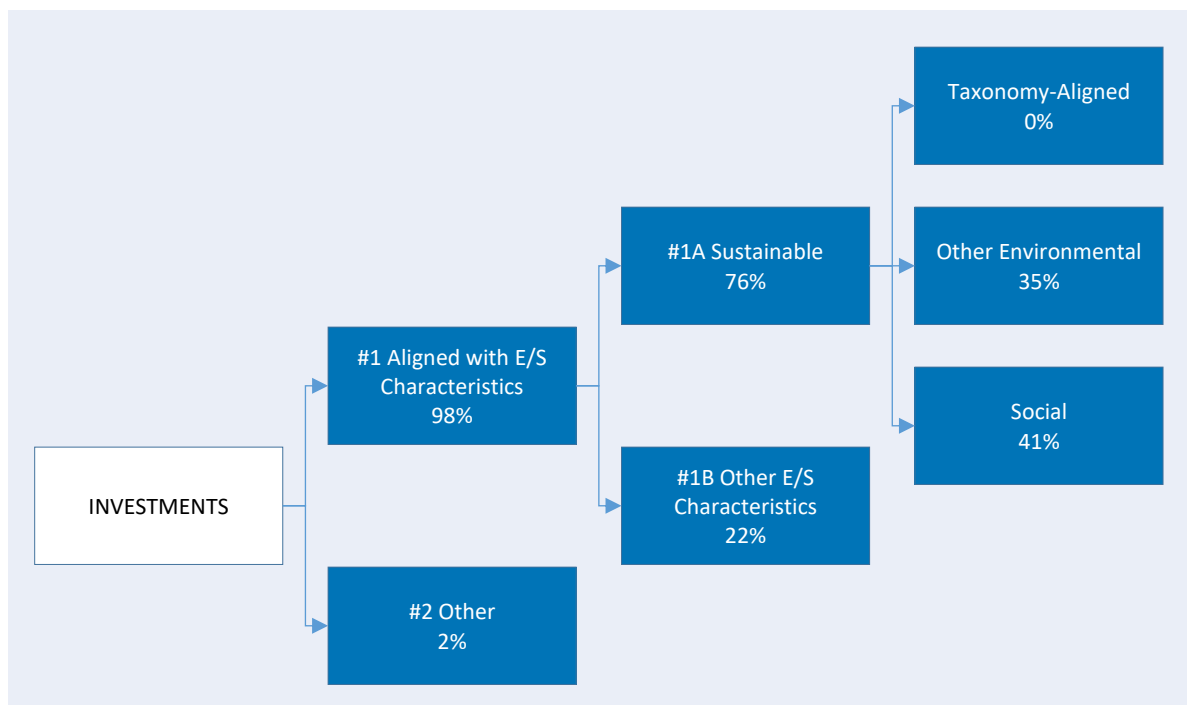 INVESTMENTS
#1 Aligned with E/S
Characteristics
98%
#2 Other
2%
#1A Sustainable
76%
#1B Other E/S
Characteristics
22%
Taxonomy-Aligned
0%
Other Environmental
35%
Social
41%